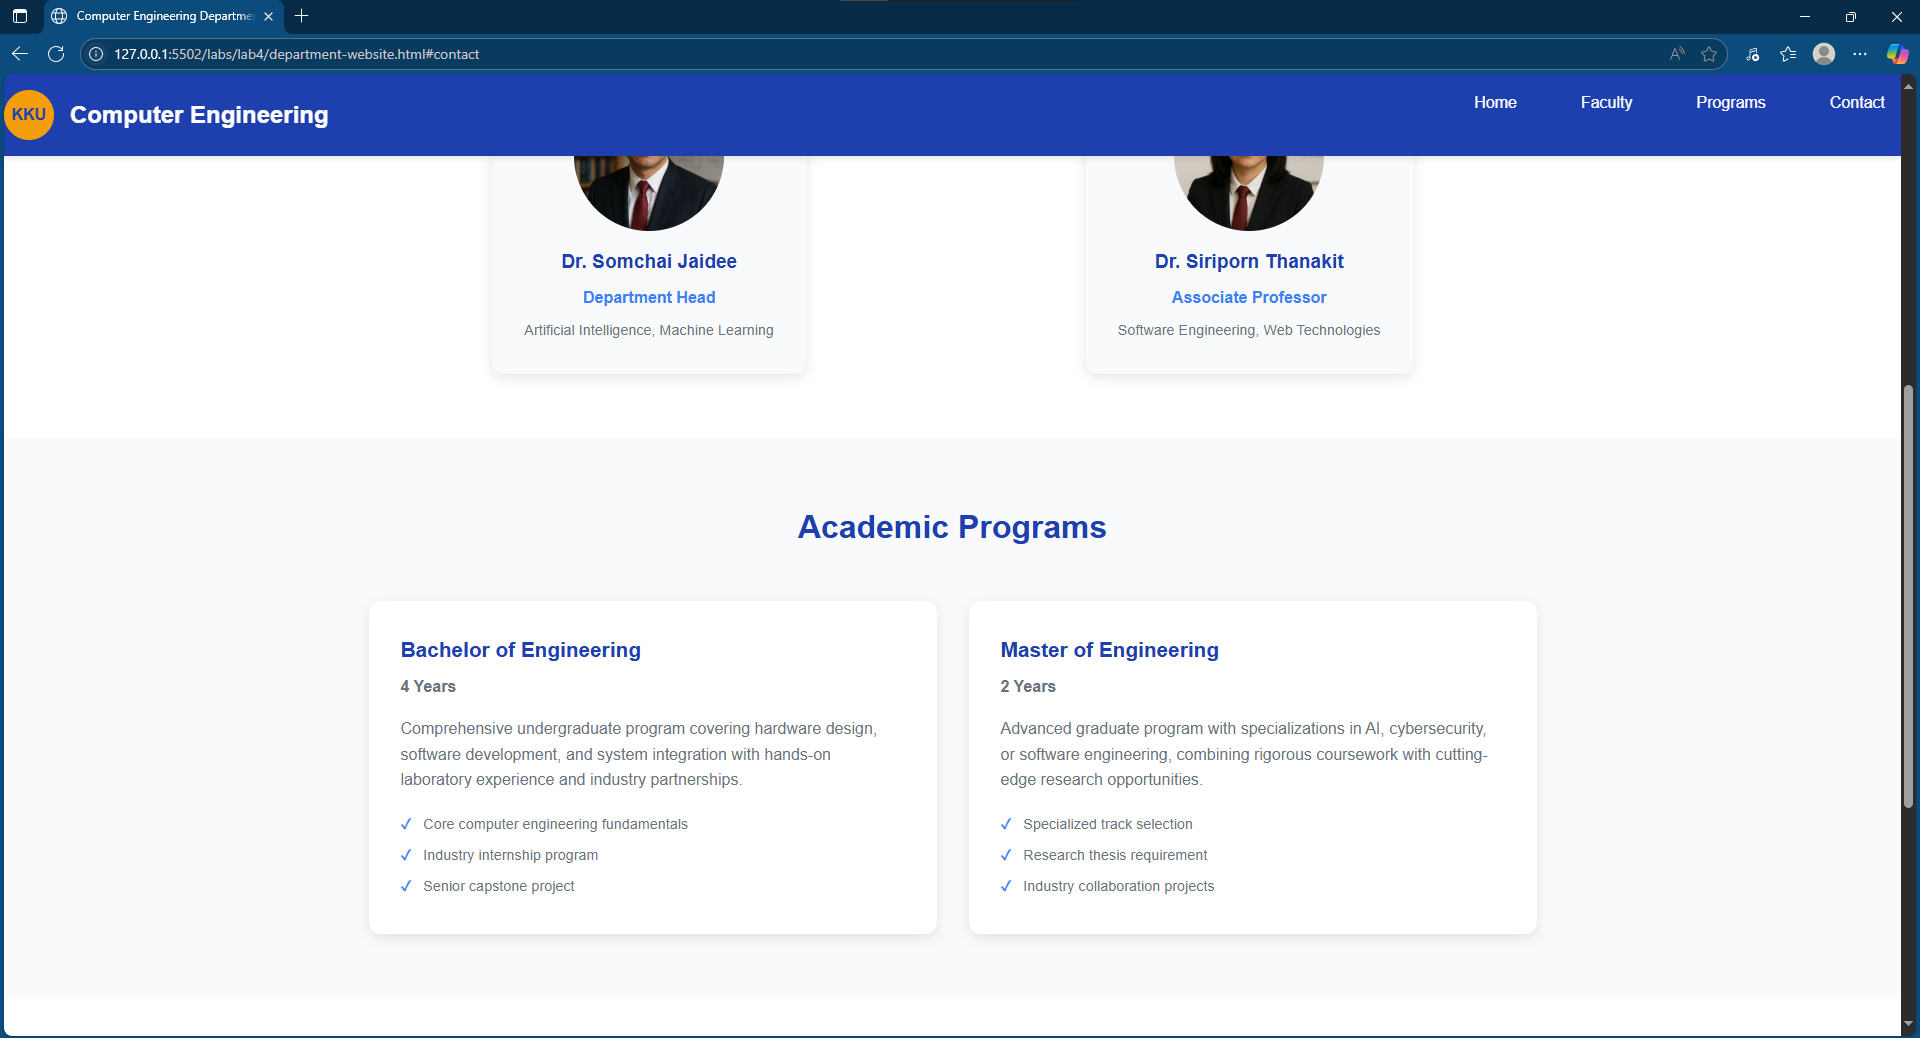 Computer Engineering Departme
127.0.0.1:5502/labs/lab4/department-website.html#contact
KKU
Computer Engineering
Home
Faculty
Programs
Contact
Dr. Somchai Jaidee
Department Head
Artificial Intelligence, Machine Learning
Dr. Siriporn Thanakit
Associate Professor
Software Engineering, Web Technologies
Academic Programs
Bachelor of Engineering
4 Years
Comprehensive undergraduate program covering hardware design,
software development, and system integration with hands-on
laboratory experience and industry partnerships.
✓ Core computer engineering fundamentals
✓ Industry internship program
✓ Senior capstone project
Master of Engineering
2 Years
Advanced graduate program with specializations in AI, cybersecurity,
or software engineering, combining rigorous coursework with cutting-
edge research opportunities.
✓ Specialized track selection
✓ Research thesis requirement
✓ Industry collaboration projects